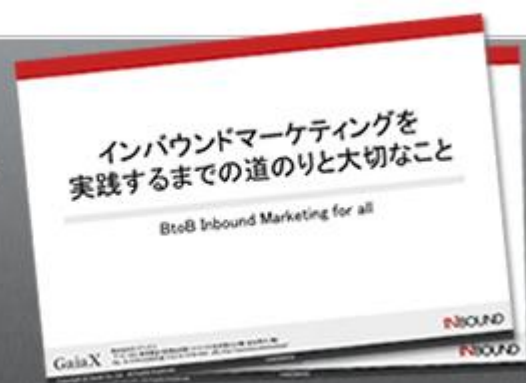 インバウンドマーケティングを
実践するまでの道のりと大切なこと
BtoB Inbound Marketing for all
INBOUND
GaiaX
INBOUND